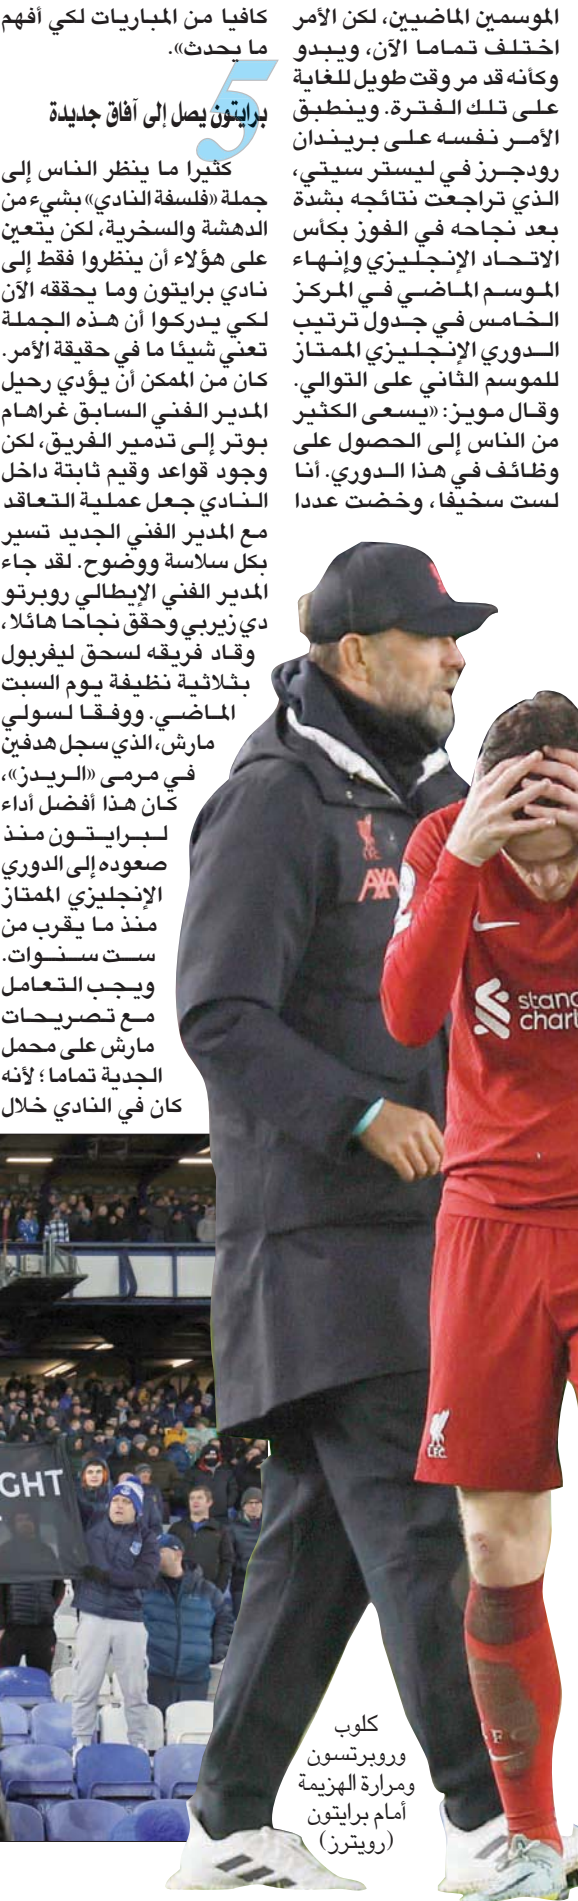 الموسمين الماضيين، لكن الأمر
اختلف تماما الآن، ويبدو
وكأنه قد مر وقت طويل للغاية
على تلك الفترة. وينطبق
الأمر نفسه على بريندان
رودجرز في ليستر سيتي،
الذي تراجعت نتائجه بشدة
بعد نجاحه في الفوز بكأس
الاتحاد الإنجليزي وإنهاء
الموسم الماضي في المركز
الخامس في جدول ترتيب
الدوري الإنجليزي الممتاز
للموسم الثاني على التوالي.
وقال مويز: «يسعى الكثير
من الناس إلى الحصول على
وظائف في هذا الدوري. أنا
لست سخيفا، وخضت عددا
كافيا من المباريات لكي أفهم
ما يحدث».
5
برايتون يصل إلى آفاق جديدة
كثيرا ما ينظر الناس إلى
جملة «فلسفة النادي» بشيء من
الدهشة والسخرية، لكن يتعين
على هؤلاء أن ينظروا فقط إلى
نادي برايتون وما يحققه الآن
لكي يدركوا أن هذه الجملة
تعني شيئا ما في حقيقة الأمر.
كان من الممكن أن يؤدي رحيل
المدير الفني السابق غراهام
بوتر إلى تدمير الفريق، لكن
وجود قواعد وقيم ثابتة داخل
النادي جعل عملية التعاقد
مع المدير الفني الجديد تسير
بكل سلاسة ووضوح. لقد جاء
المدير الفني الإيطالي روبرتو
دي زيربي وحقق نجاحا هائلا،
وقاد فريقه لسحق ليفربول
بثلاثية نظيفة يوم السبت
الماضي. ووفقا لسولي
مارش، الذي سجل هدفين
في مرمى «الريدز»،
كان هذا أفضل أداء
لبرايتون منذ
صعوده إلى الدوري
الإنجليزي الممتاز
منذ ما يقرب من
ست سنوات.
ويجب التعامل
مع تصريحات
مارش على محمل
الجدية تماما؛ لأنه
كان في النادي خلال
AXA
stand
chart
L.F.C.
GHT
كلوب
وروبرتسون
ومرارة الهزيمة
أمام برايتون
(رويترز)